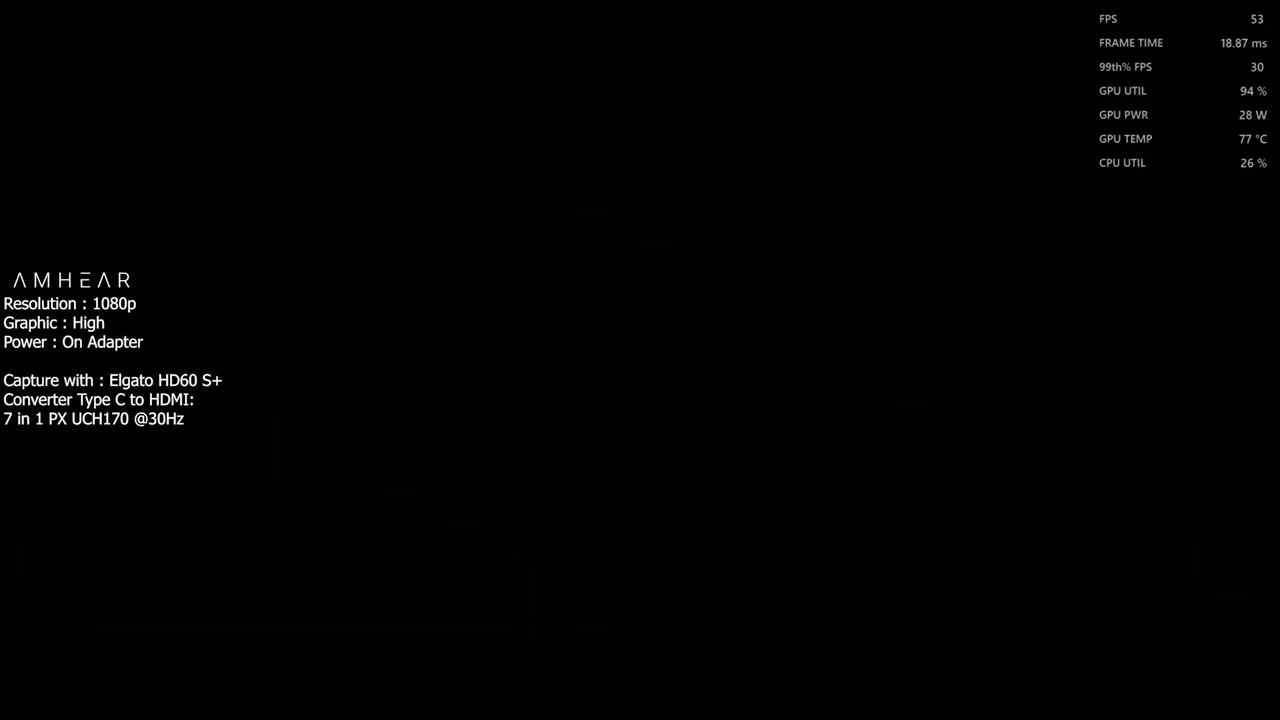 FPS 53
FRAME TIME 18.87 ms
99th% FPS 30
GPU UTIL 94 %
GPU PWR 28 W
GPU TEMP 77 °C
CPU UTIL 26 %
AMHEAR
Resolution : 1080p
Graphic : High
Power : On Adapter
Capture with : Elgato HD60 S+
Converter Type C to HDMI:
7 in 1 PX UCH170 @30Hz